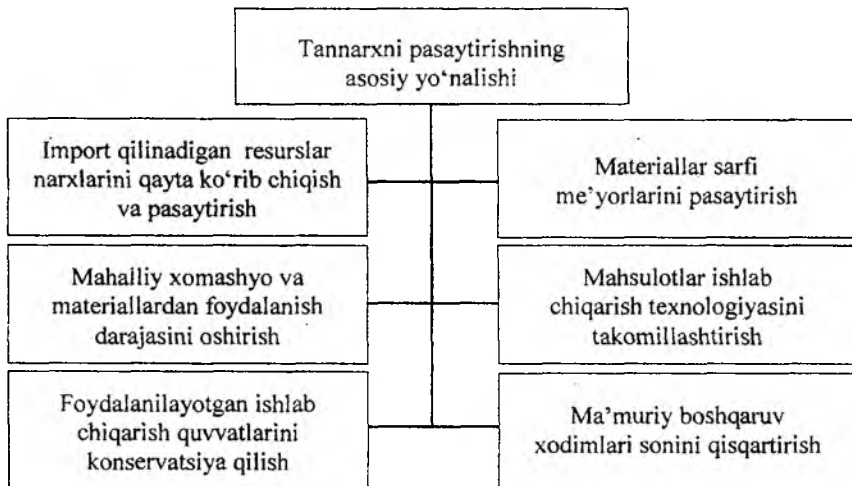 Tannarxni pasaytirishning
asosiy yo‘nalishi
Import qilinadigan resurslar
narxlarini qayta ko‘rib chiqish
va pasaytirish
Materiallar sarfi
me’yorlarini pasaytirish
Mahalliy xomashyo va
materiallardan foydalanish
darajasini oshirish
Mahsulotlar ishlab
chiqarish texnologiyasini
takomillashtirish
Foydalanilayotgan ishlab
chiqarish quvvatlarini
konservatsiya qilish
Ma’muriy boshqaruv
xodimlari sonini qisqartirish